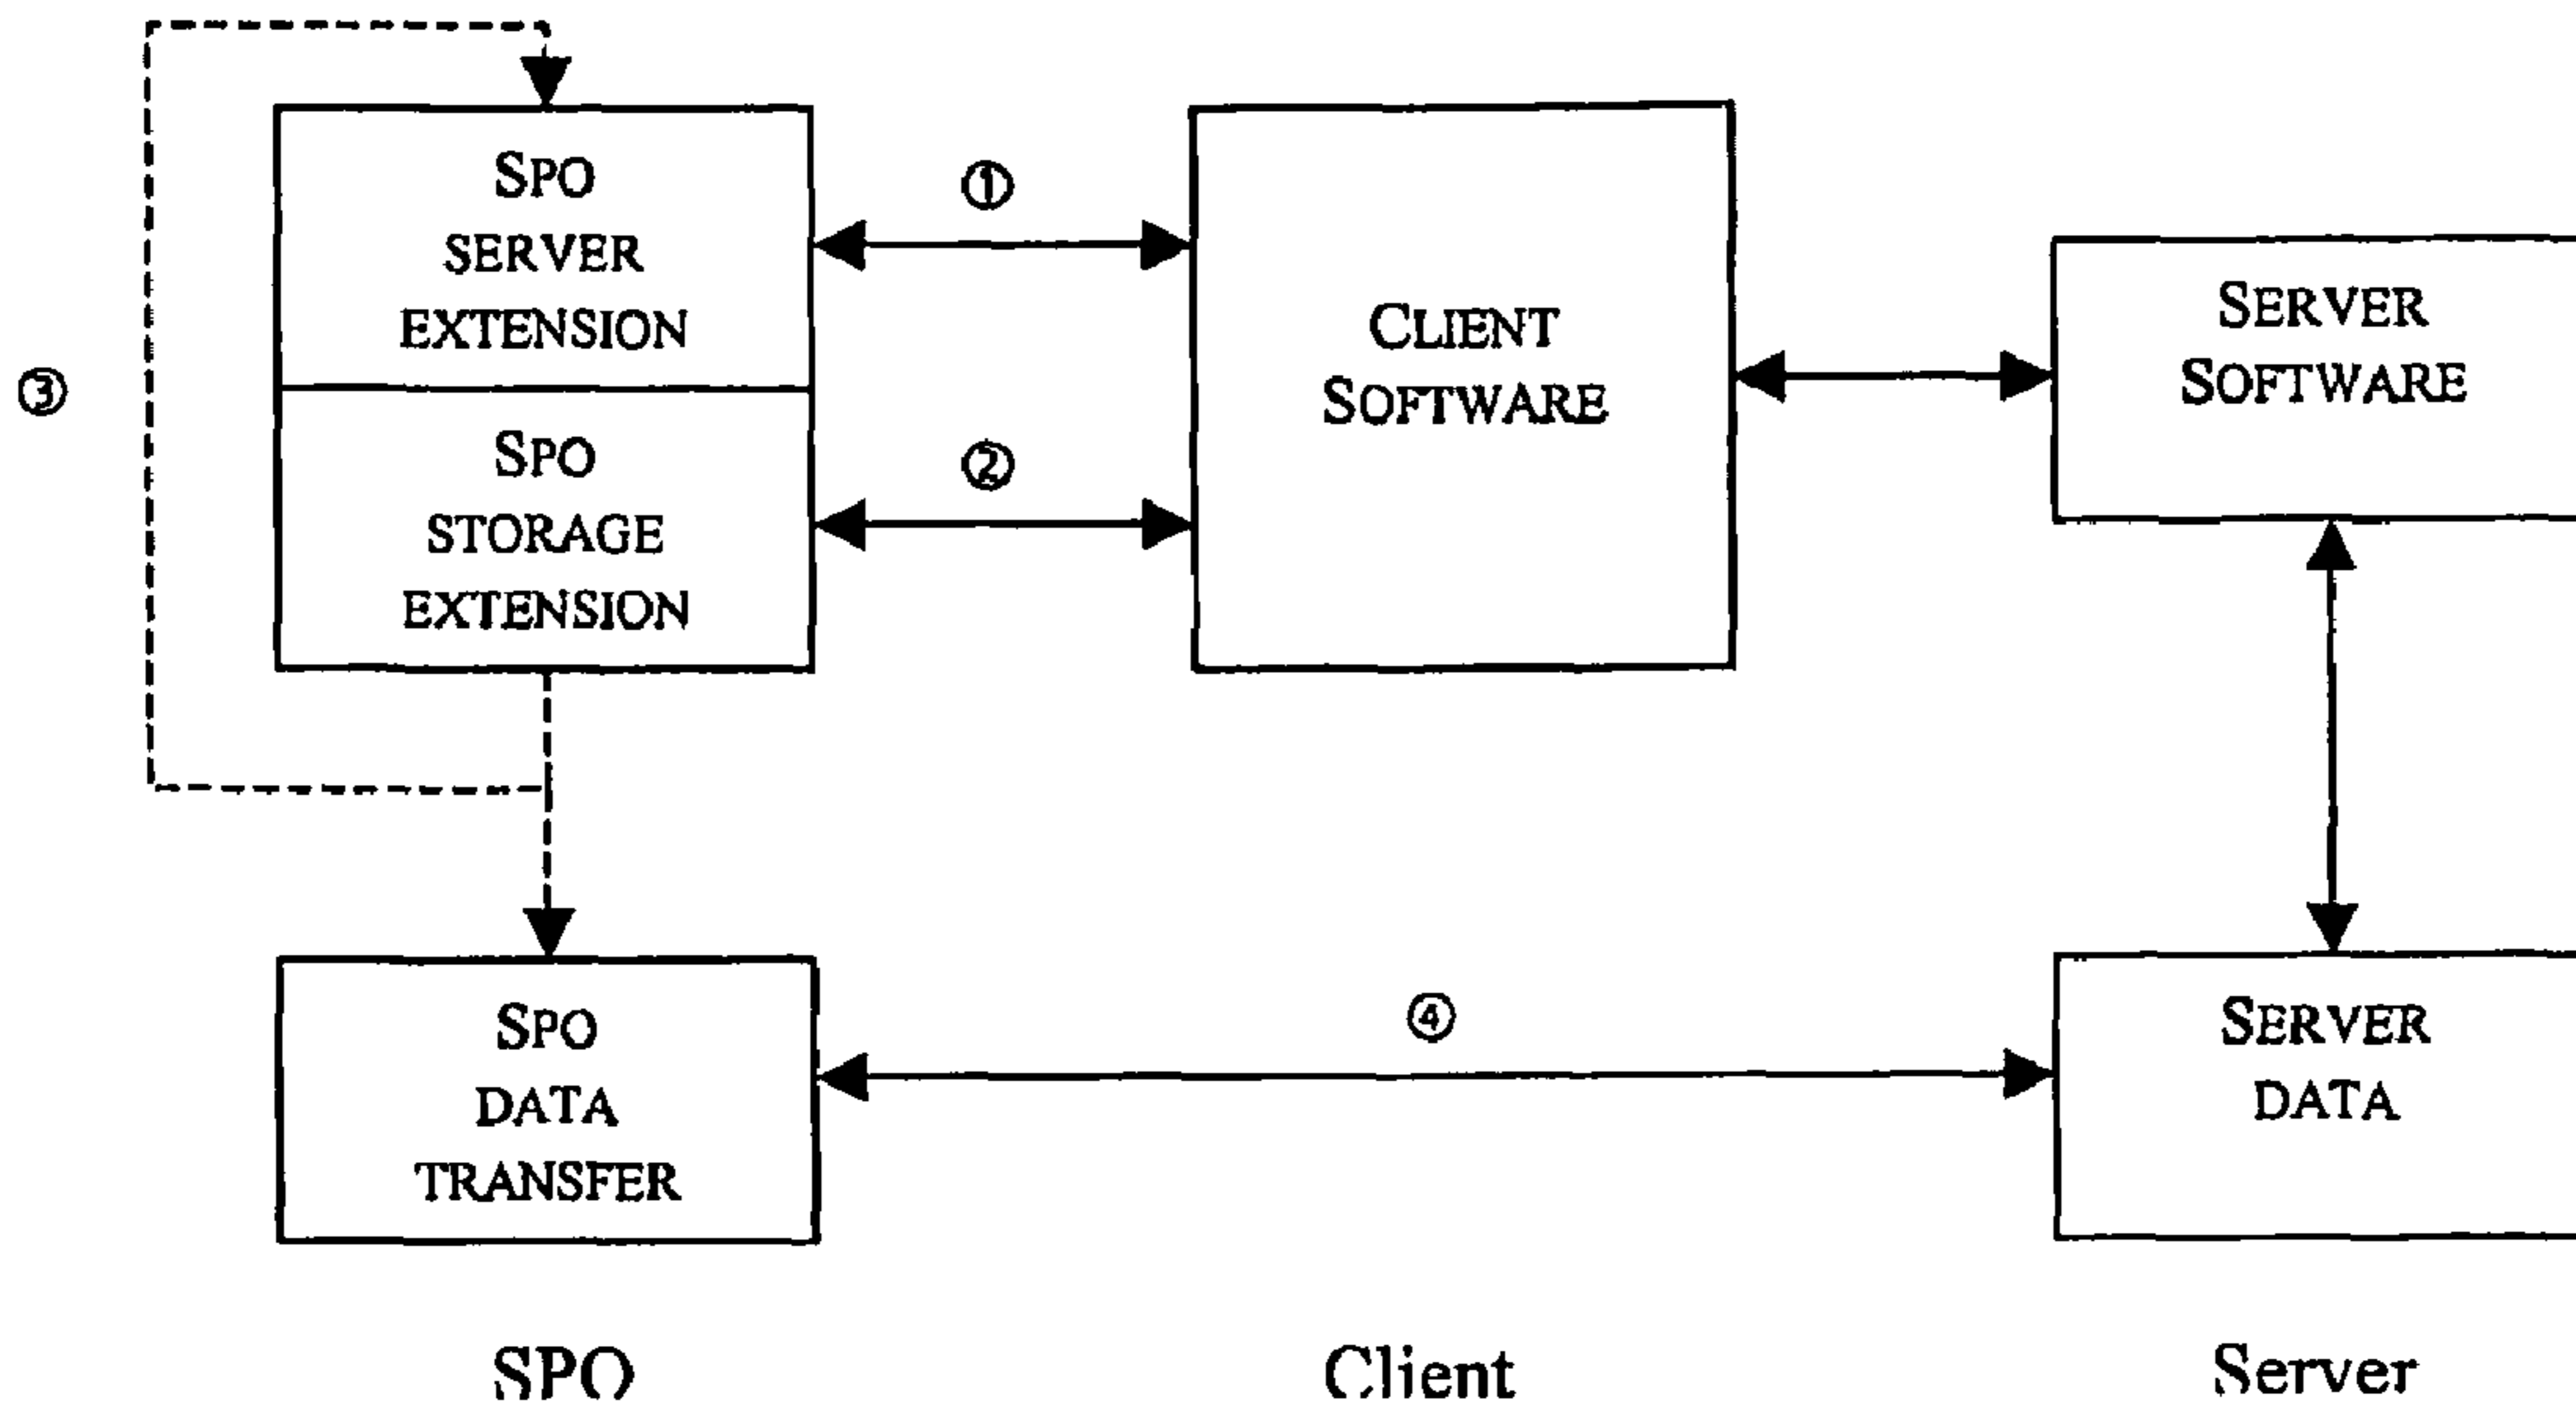 SPO
SERVER
EXTENSION
①
③
SPO
STORAGE
EXTENSION
②
CLIENT
SOFTWARE
SERVER
SOFTWARE
SPO
DATA
TRANSFER
④
SERVER
DATA
SPO
Client
Server